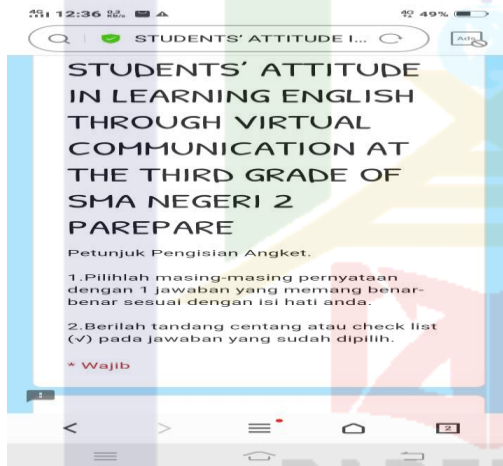 12:36
49%
STUDENTS' ATTITUDE I...
Ads
STUDENTS' ATTITUDE
IN LEARNING ENGLISH
THROUGH VIRTUAL
COMMUNICATION AT
THE THIRD GRADE OF
SMA NEGERI 2
PAREPARE
Petunjuk Pengisian Angket.
1.Pilihlah masing-masing pernyataan
dengan 1 jawaban yang memang benar-
benar sesuai dengan isi hati anda.
2.Berilah tandang centang atau check list
(√) pada jawaban yang sudah dipilih.
* Wajib
2